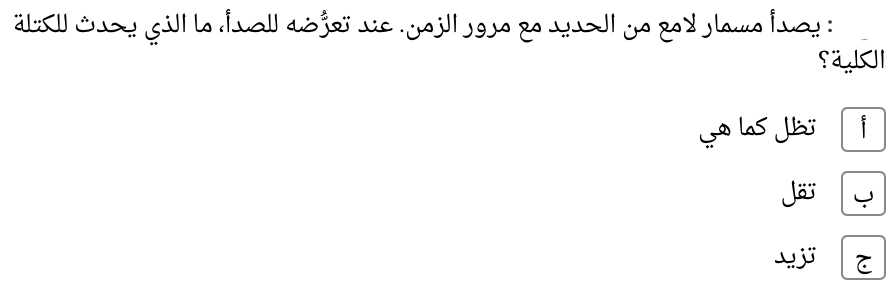 : يصدأ مسمار لامع من الحديد مع مرور الزمن. عند تعرُّضه للصدأ، ما الذي يحدث للكتلة
الكلية؟
أ تظل كما هي
ب تقل
ج تزيد